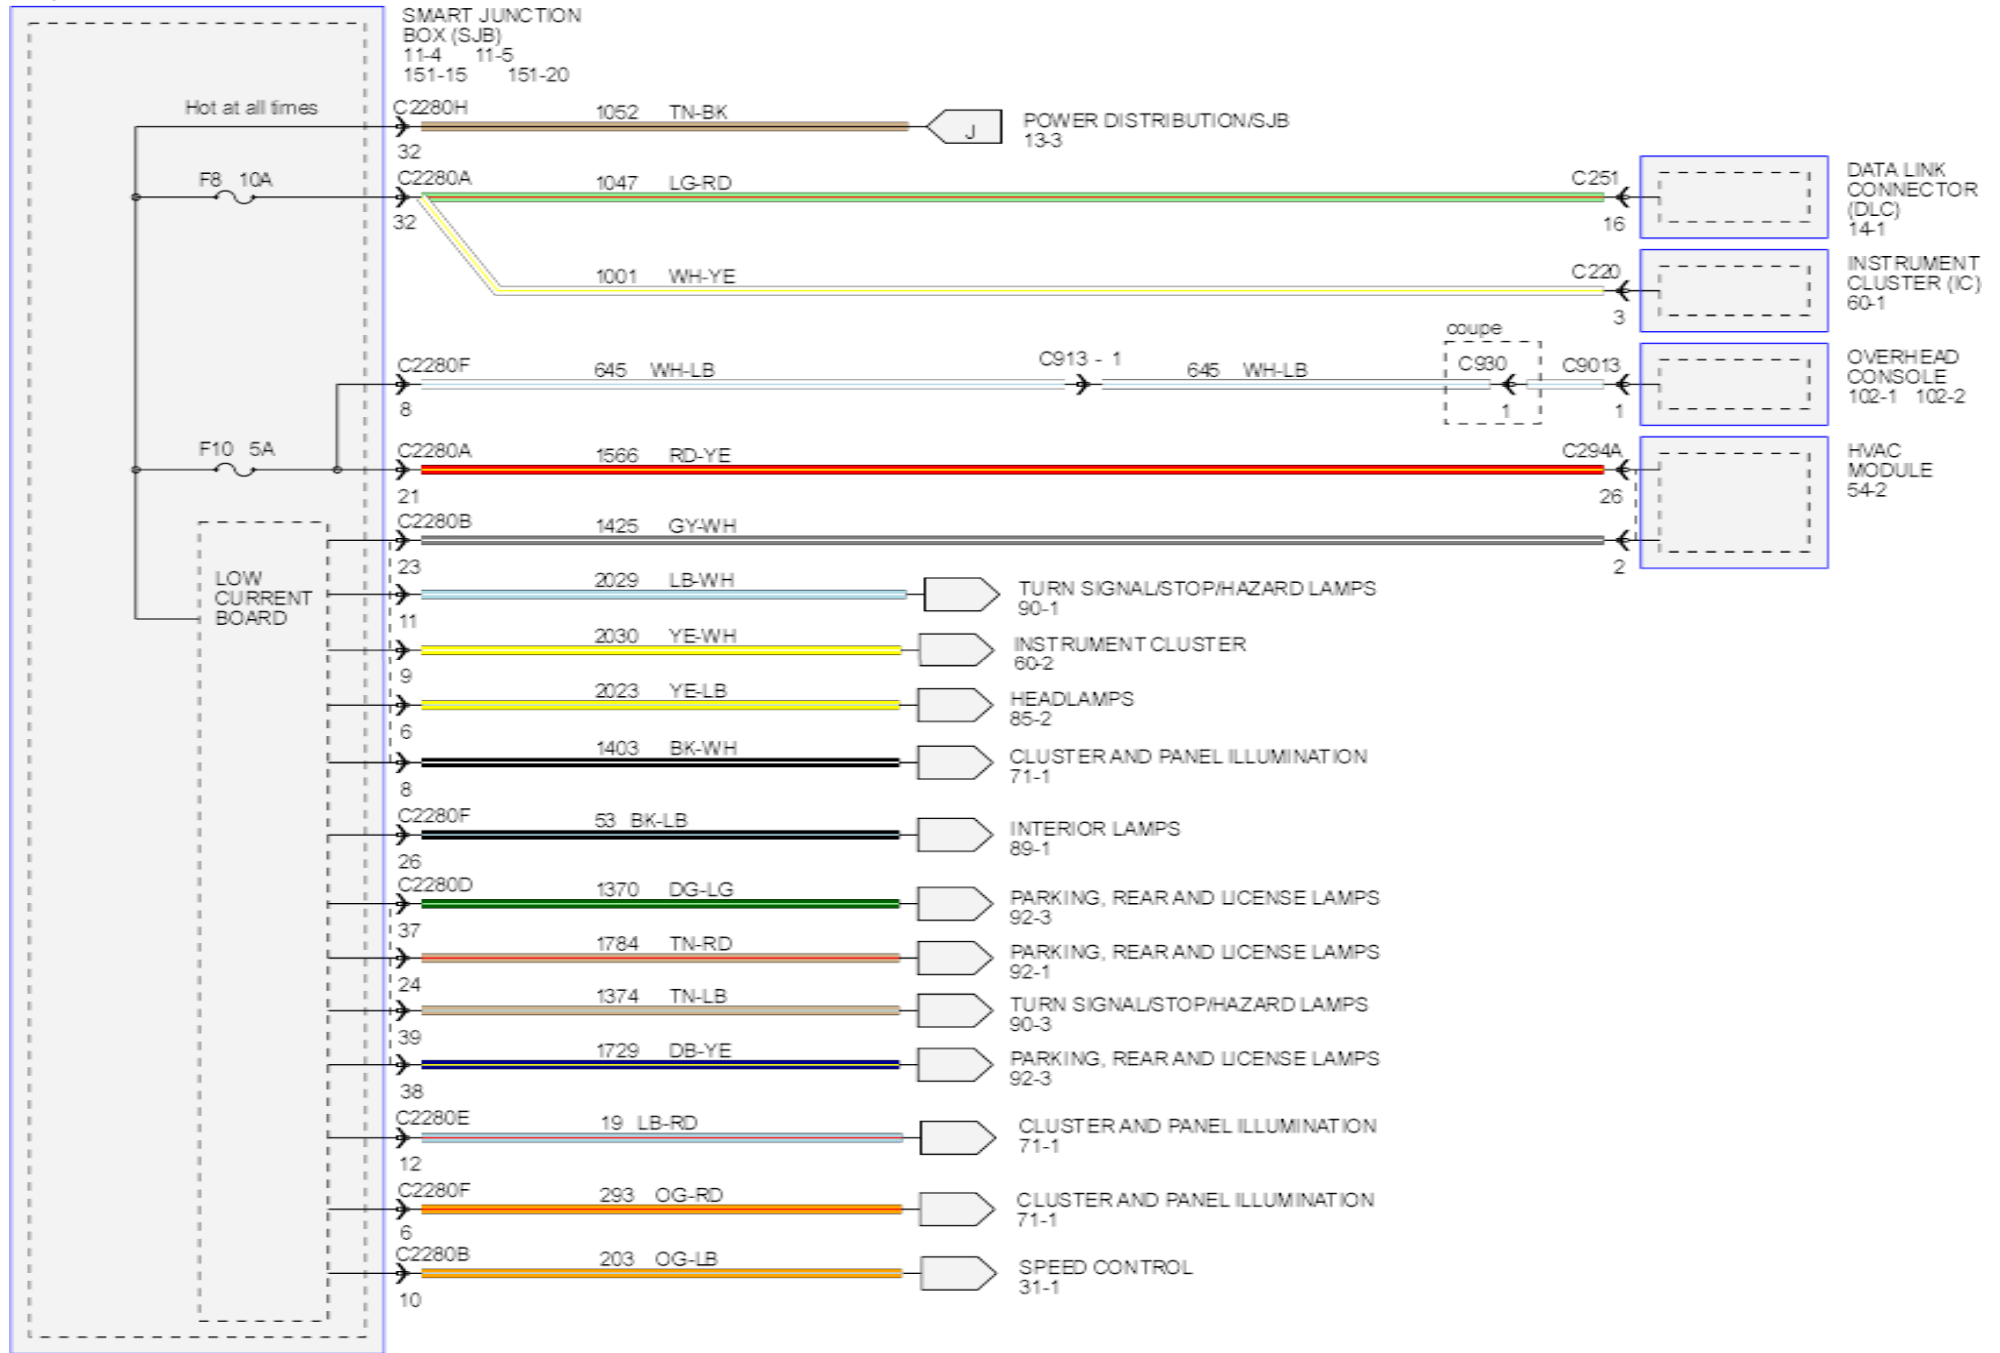 SMART JUNCTION
BOX (SJB)
11-4 11-5
151-15 151-20
Hot at all times
C2280H
1052 TN-BK
J
POWER DISTRIBUTION/SJB
13-3
32
F8 10A
C2280A
1047 LG-RD
C251
DATA LINK
CONNECTOR
(DLC)
14-1
32
16
1001 WH-YE
C220
INSTRUMENT
CLUSTER (IC)
60-1
3
coupe
C2280F
645 WH-LB
C913 - 1
645 WH-LB
C930
C9013
OVERHEAD
CONSOLE
102-1 102-2
8
1
1
F10 5A
C2280A
1566 RD-YE
C294A
HVAC
MODULE
54-2
21
26
C2280B
1425 GY-WH
23
2
LOW
CURRENT
BOARD
2029 LB-WH
TURN SIGNAL/STOP/HAZARD LAMPS
90-1
11
2030 YE-WH
INSTRUMENT CLUSTER
60-2
9
2023 YE-LB
HEADLAMPS
85-2
6
1403 BK-WH
CLUSTER AND PANEL ILLUMINATION
71-1
8
C2280F
53 BK-LB
INTERIOR LAMPS
89-1
26
C2280D
1370 DG-LG
PARKING, REAR AND LICENSE LAMPS
92-3
37
1784 TN-RD
PARKING, REAR AND LICENSE LAMPS
92-1
24
1374 TN-LB
TURN SIGNAL/STOP/HAZARD LAMPS
90-3
39
1729 DB-YE
PARKING, REAR AND LICENSE LAMPS
92-3
38
C2280E
19 LB-RD
CLUSTER AND PANEL ILLUMINATION
71-1
12
C2280F
293 OG-RD
CLUSTER AND PANEL ILLUMINATION
71-1
6
C2280B
203 OG-LB
SPEED CONTROL
31-1
10